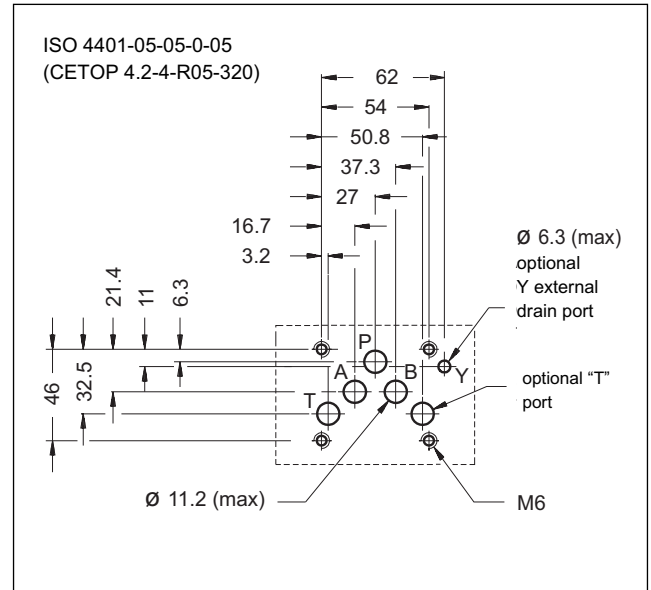 ISO 4401-05-05-0-05
(CETOP 4.2-4-R05-320)
62
54
50.8
37.3
27
16.7
3.2
21.4
11
6.3
46
32.5
Ø 6.3 (max)
optional
Y external
drain port
P
A
B
Y
T
optional “T”
port
Ø 11.2 (max)
M6